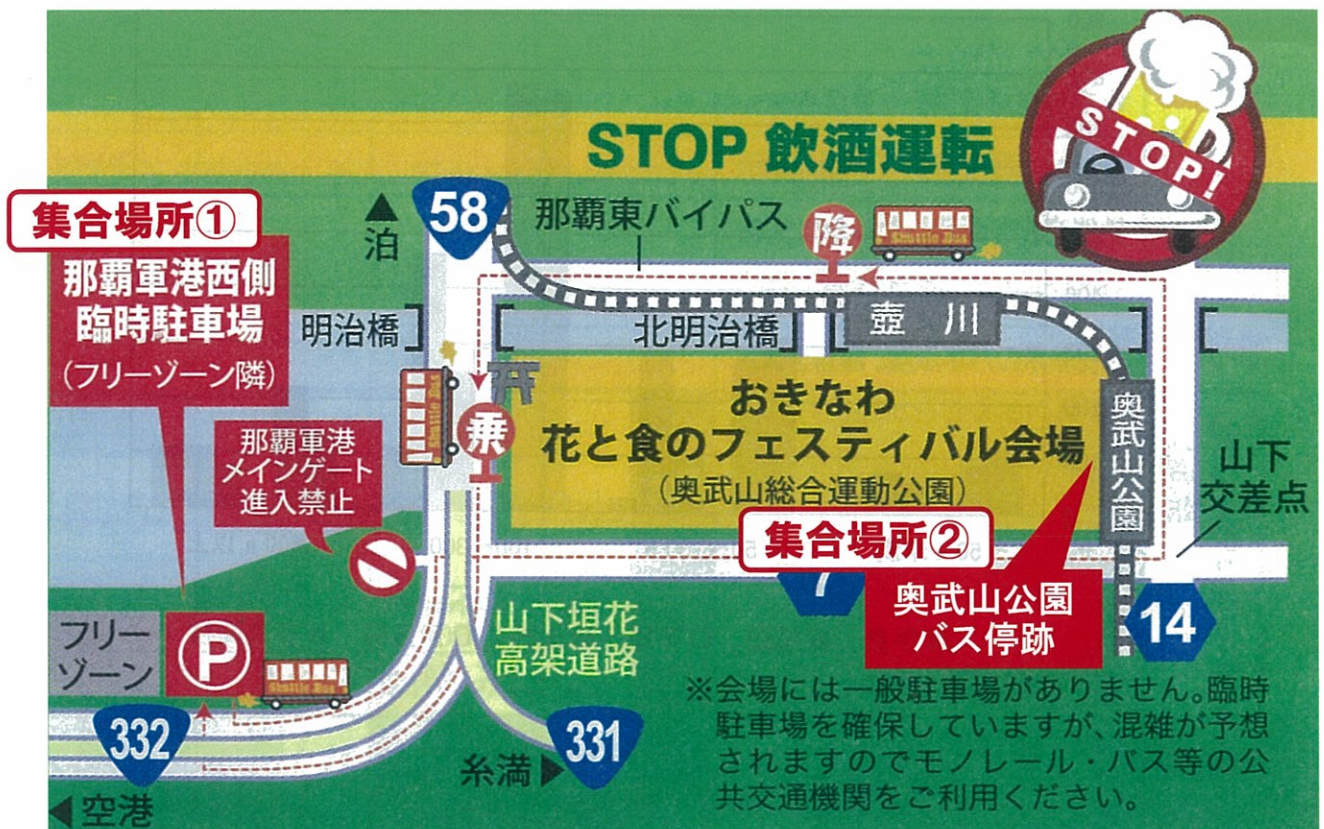 STOP 飲酒運転
STOP!
集合場所①
那覇軍港西側
臨時駐車場
(フリーゾーン隣)
▲
泊
58
那覇東バイパス
降
Shuttle Bus
明治橋
北明治橋
壺川
Shuttle Bus
乗
那覇軍港
メインゲート
進入禁止
おきなわ
花と食のフェスティバル会場
(奥武山総合運動公園)
奥武山公園
山下
交差点
集合場所②
奥武山公園
バス停跡
7
14
フリー
ゾーン
P
Shuttle Bus
山下垣花
高架道路
332
331
糸満▶
◀空港
※会場には一般駐車場がありません。臨時
駐車場を確保していますが、混雑が予想
されますのでモノレール・バス等の公
共交通機関をご利用ください。